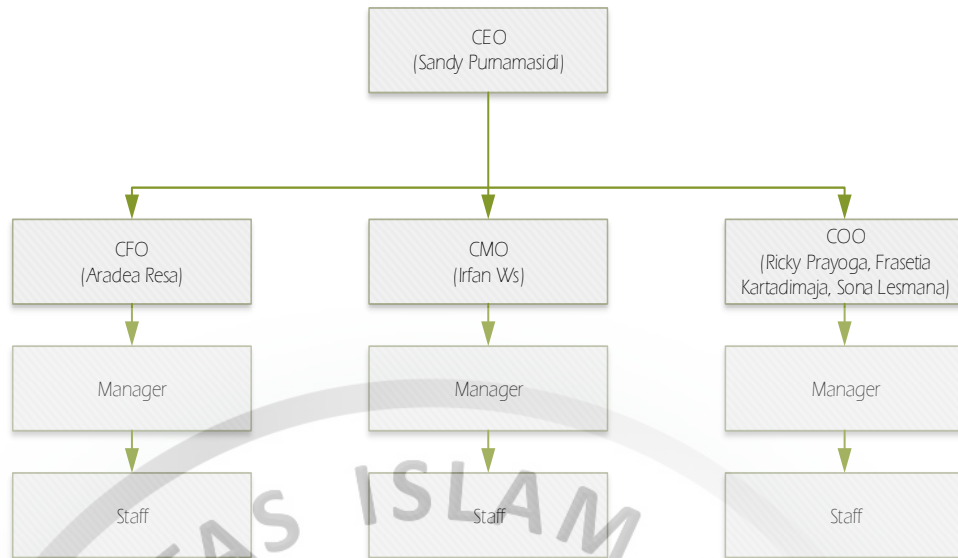 CEO
(Sandy Purnamasidi)
CFO
(Aradea Resa)
CMO
(Irfan Ws)
COO
(Ricky Prayoga, Frasetia
Kartadimaja, Sona Lesmana)
Manager
Manager
Manager
Staff
Staff
Staff
TAS ISLAM